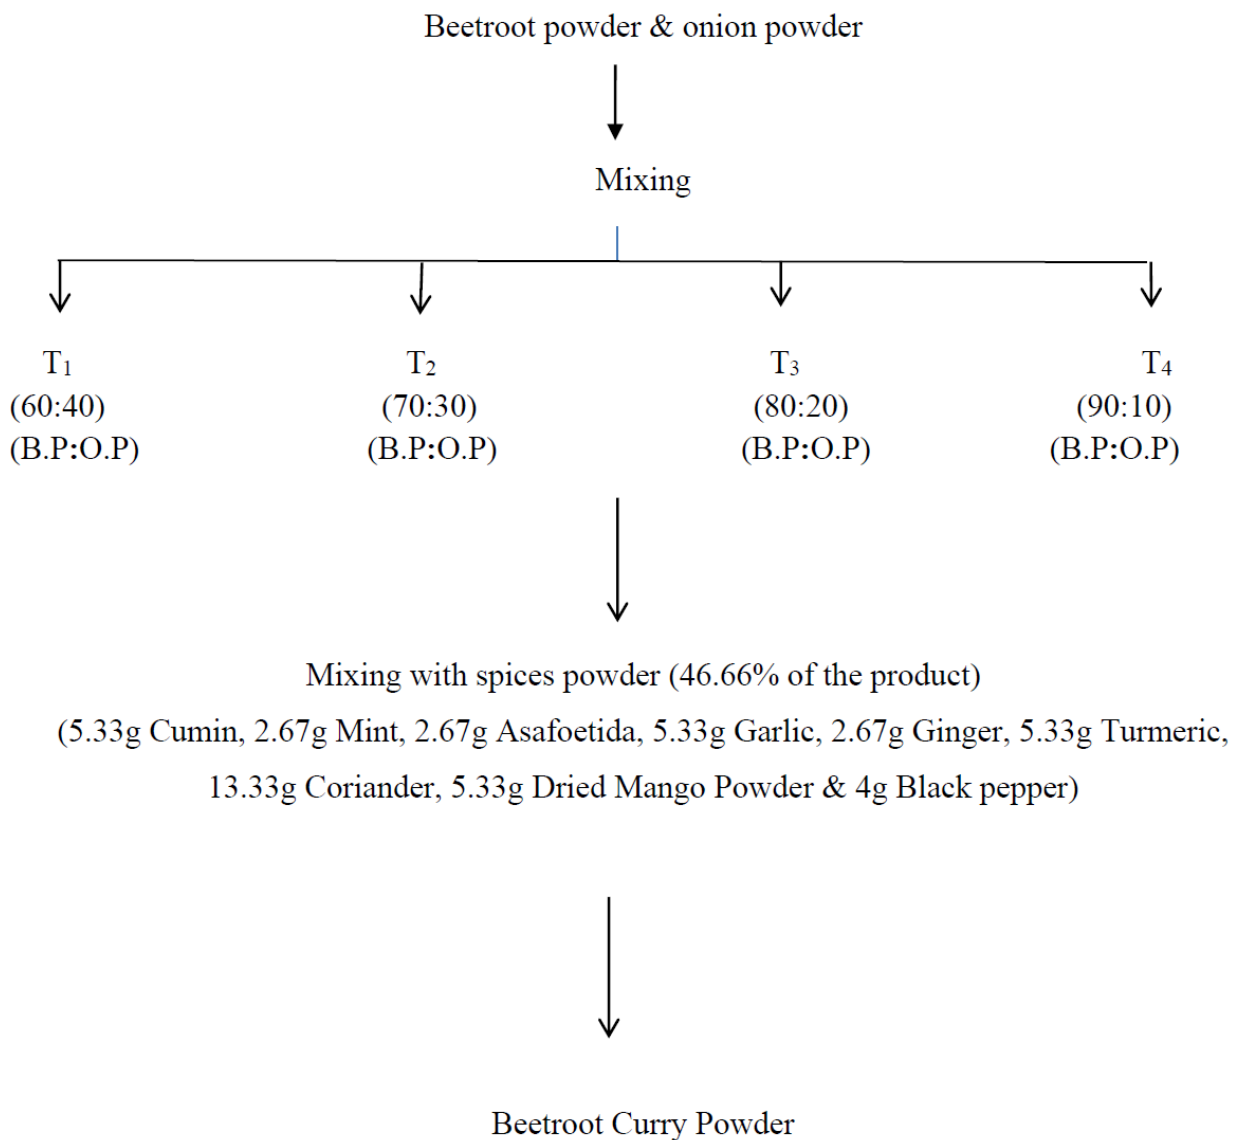 Beetroot powder & onion powder
Mixing
T₁ T₂ T₃ T₄
(60:40) (70:30) (80:20) (90:10)
(B.P:O.P) (B.P:O.P) (B.P:O.P) (B.P:O.P)
Mixing with spices powder (46.66% of the product)
(5.33g Cumin, 2.67g Mint, 2.67g Asafoetida, 5.33g Garlic, 2.67g Ginger, 5.33g Turmeric,
13.33g Coriander, 5.33g Dried Mango Powder & 4g Black pepper)
Beetroot Curry Powder